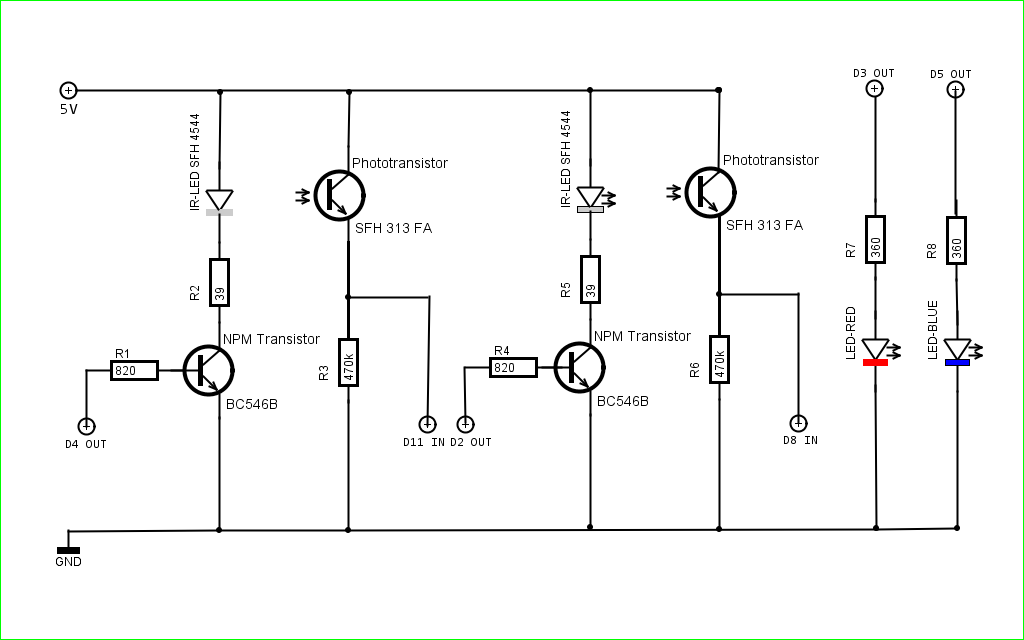 5V
IR-LED SFH 4544
Phototransistor
SFH 313 FA
R2
39
NPM Transistor
BC546B
R1
820
D4 OUT
R3
470k
D11 IN
IR-LED SFH 4544
Phototransistor
SFH 313 FA
R5
39
NPM Transistor
BC546B
R4
820
D2 OUT
R6
470k
D8 IN
D3 OUT
R7
360
LED-RED
D5 OUT
R8
360
LED-BLUE
GND